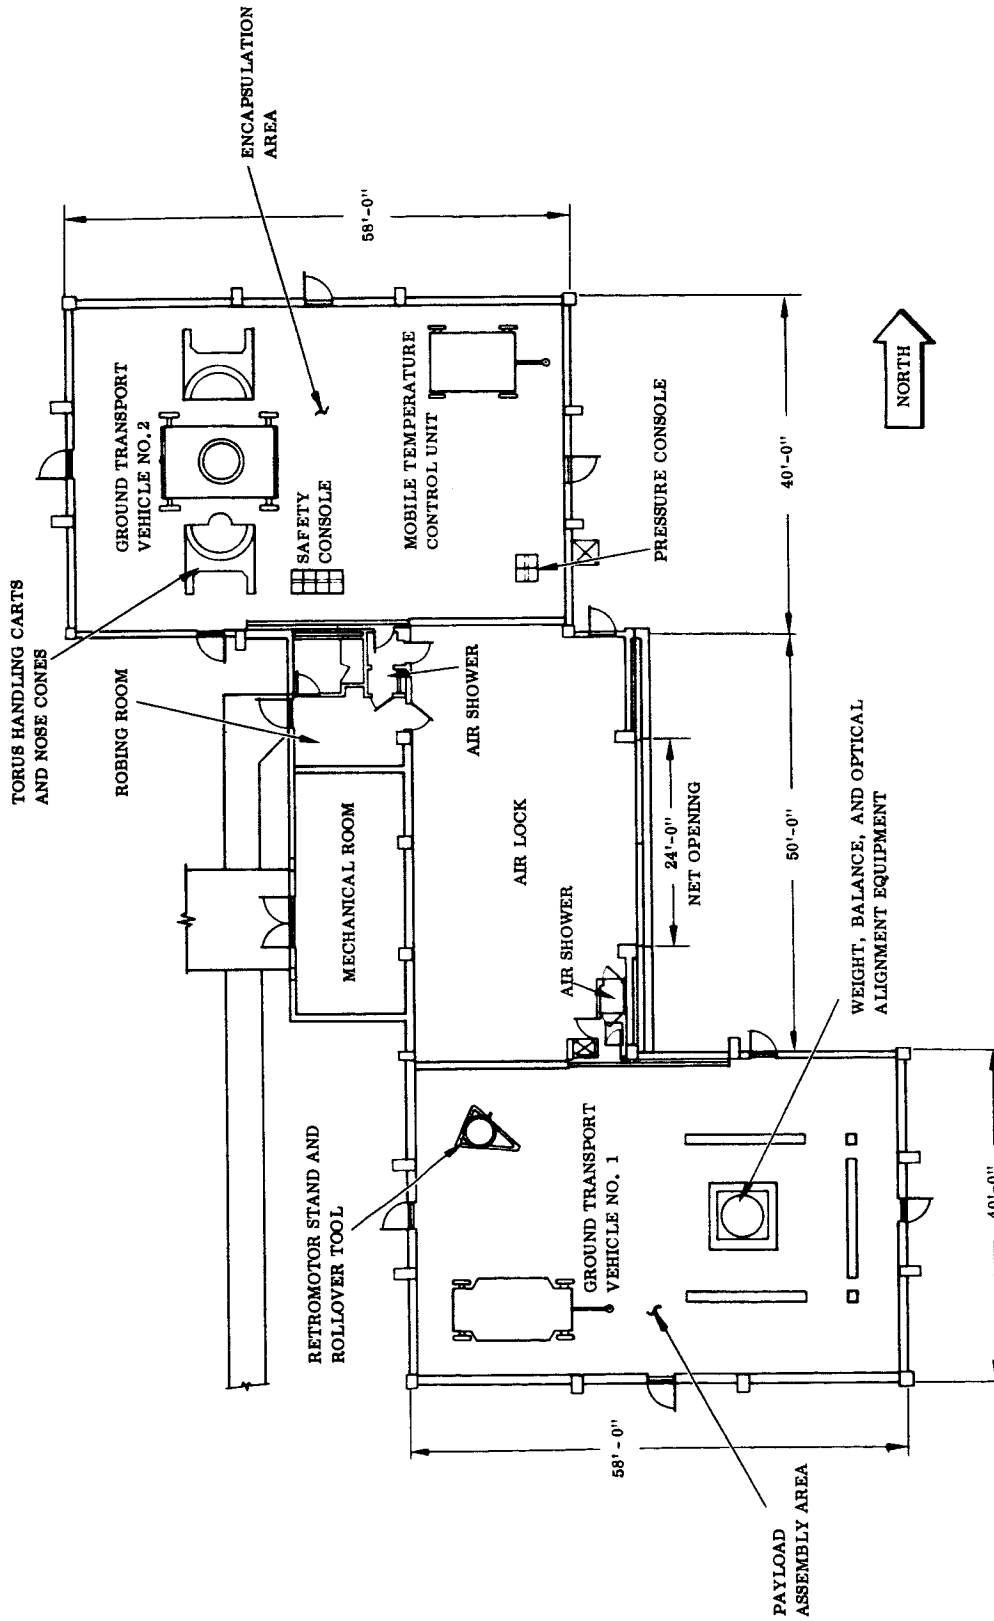 TORUS HANDLING CARTS
AND NOSE CONES
ROBING ROOM
ENCAPSULATION
AREA
GROUND TRANSPORT
VEHICLE NO. 2
SAFETY
CONSOLE
RETROMOTOR STAND AND
ROLLOVER TOOL
MECHANICAL ROOM
58'-0"
MOBILE TEMPERATURE
CONTROL UNIT
AIR SHOWER
AIR LOCK
AIR SHOWER
GROUND TRANSPORT
VEHICLE NO. 1
58'-0"
PRESSURE CONSOLE
24'-0"
NET OPENING
PAYLOAD
ASSEMBLY AREA
50'-0"
40'-0"
WEIGHT, BALANCE, AND OPTICAL
ALIGNMENT EQUIPMENT
NORTH